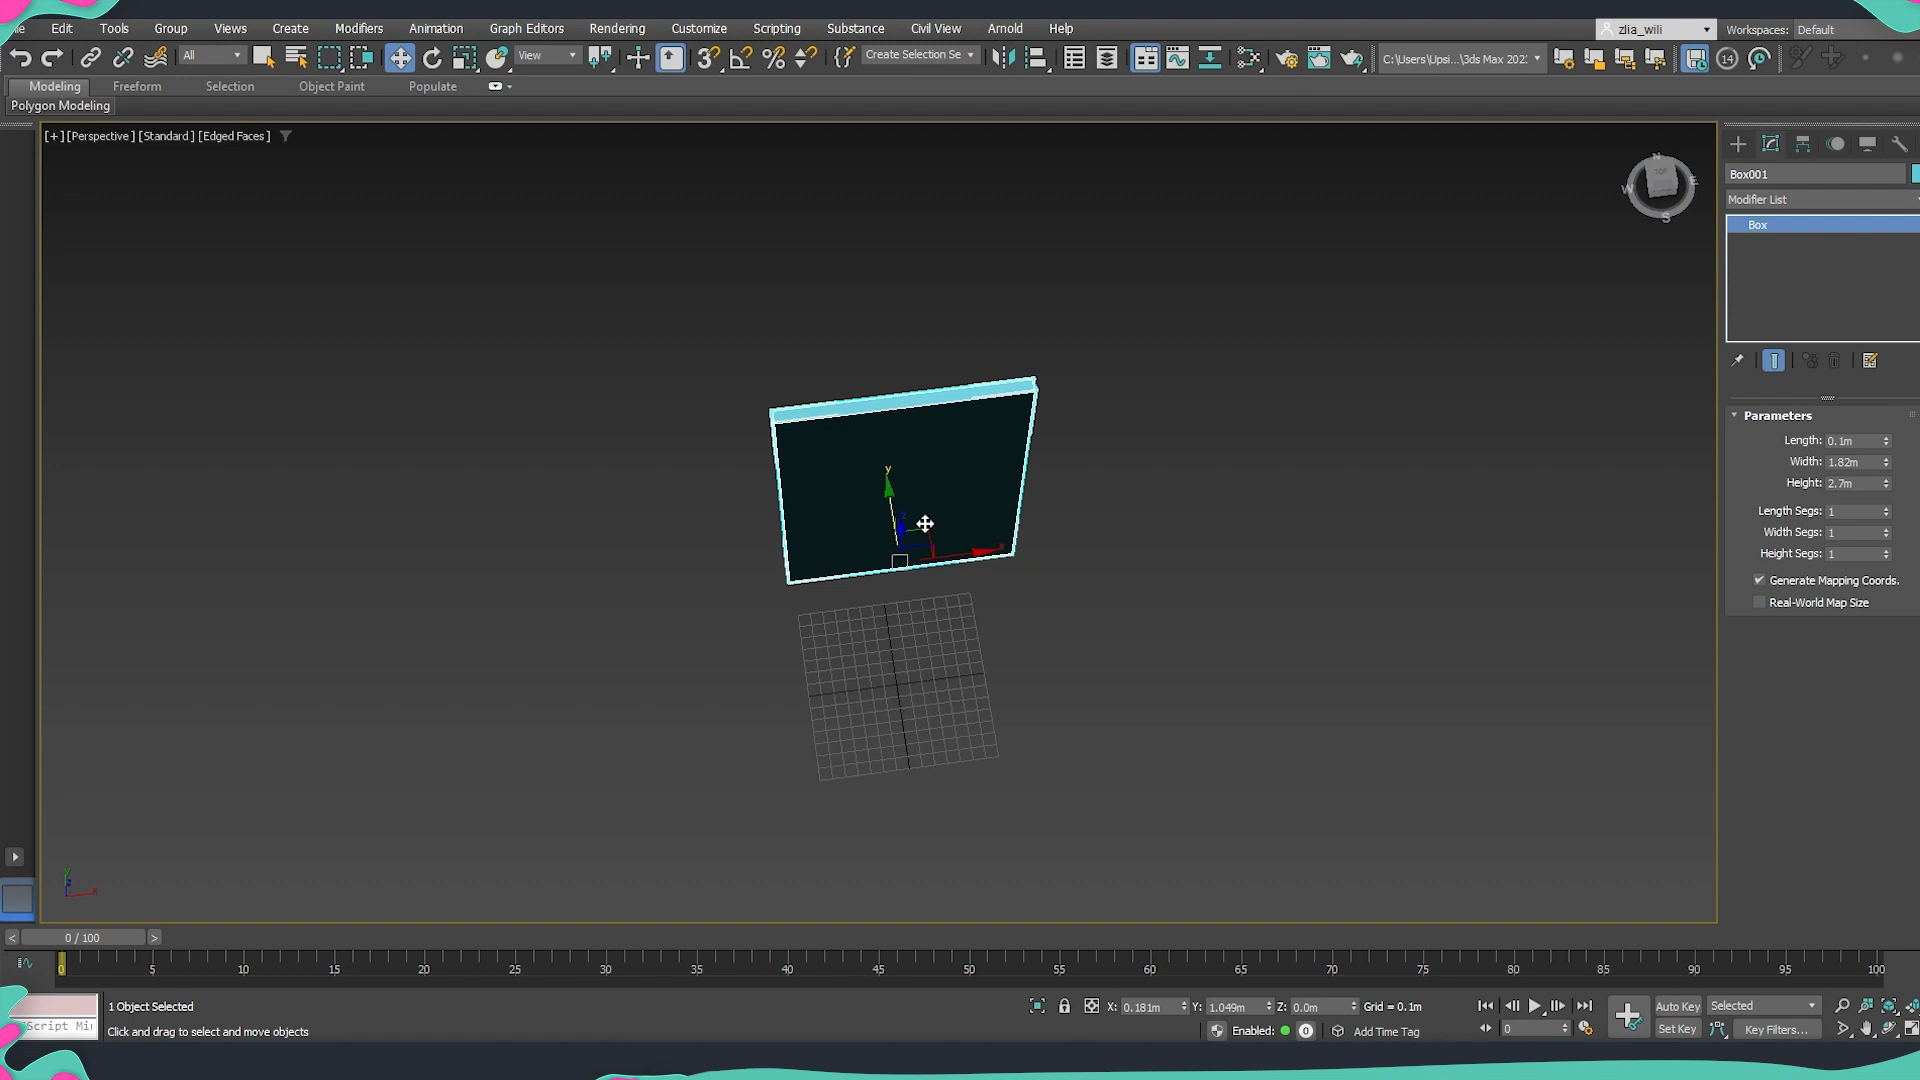 Edit Tools Group Views Create Modifiers Animation Graph Editors Rendering Customize Scripting Substance Civil View Arnold Help
zlia_wili Workspaces: Default
All View Create Selection Se C:\Users\Upsi...\3ds Max 202: 14
Modeling Freeform Selection Object Paint Populate
Polygon Modeling
[+] [Perspective ] [Standard ] [Edged Faces ]
N
W TOP E
S
Box001
Modifier List
Box
Parameters
Length: 0.1m
Width: 1.82m
Height: 2.7m
Length Segs: 1
Width Segs: 1
Height Segs: 1
Generate Mapping Coords.
Real-World Map Size
y
z
x
y
z
x
< 0 / 100 >
0 5 10 15 20 25 30 35 40 45 50 55 60 65 70 75 80 85 90 95 100
1 Object Selected X: 0.181m Y: 1.049m Z: 0.0m Grid = 0.1m Auto Key Selected
Script Mi Click and drag to select and move objects Enabled: 0 Add Time Tag 0 Set Key Key Filters...